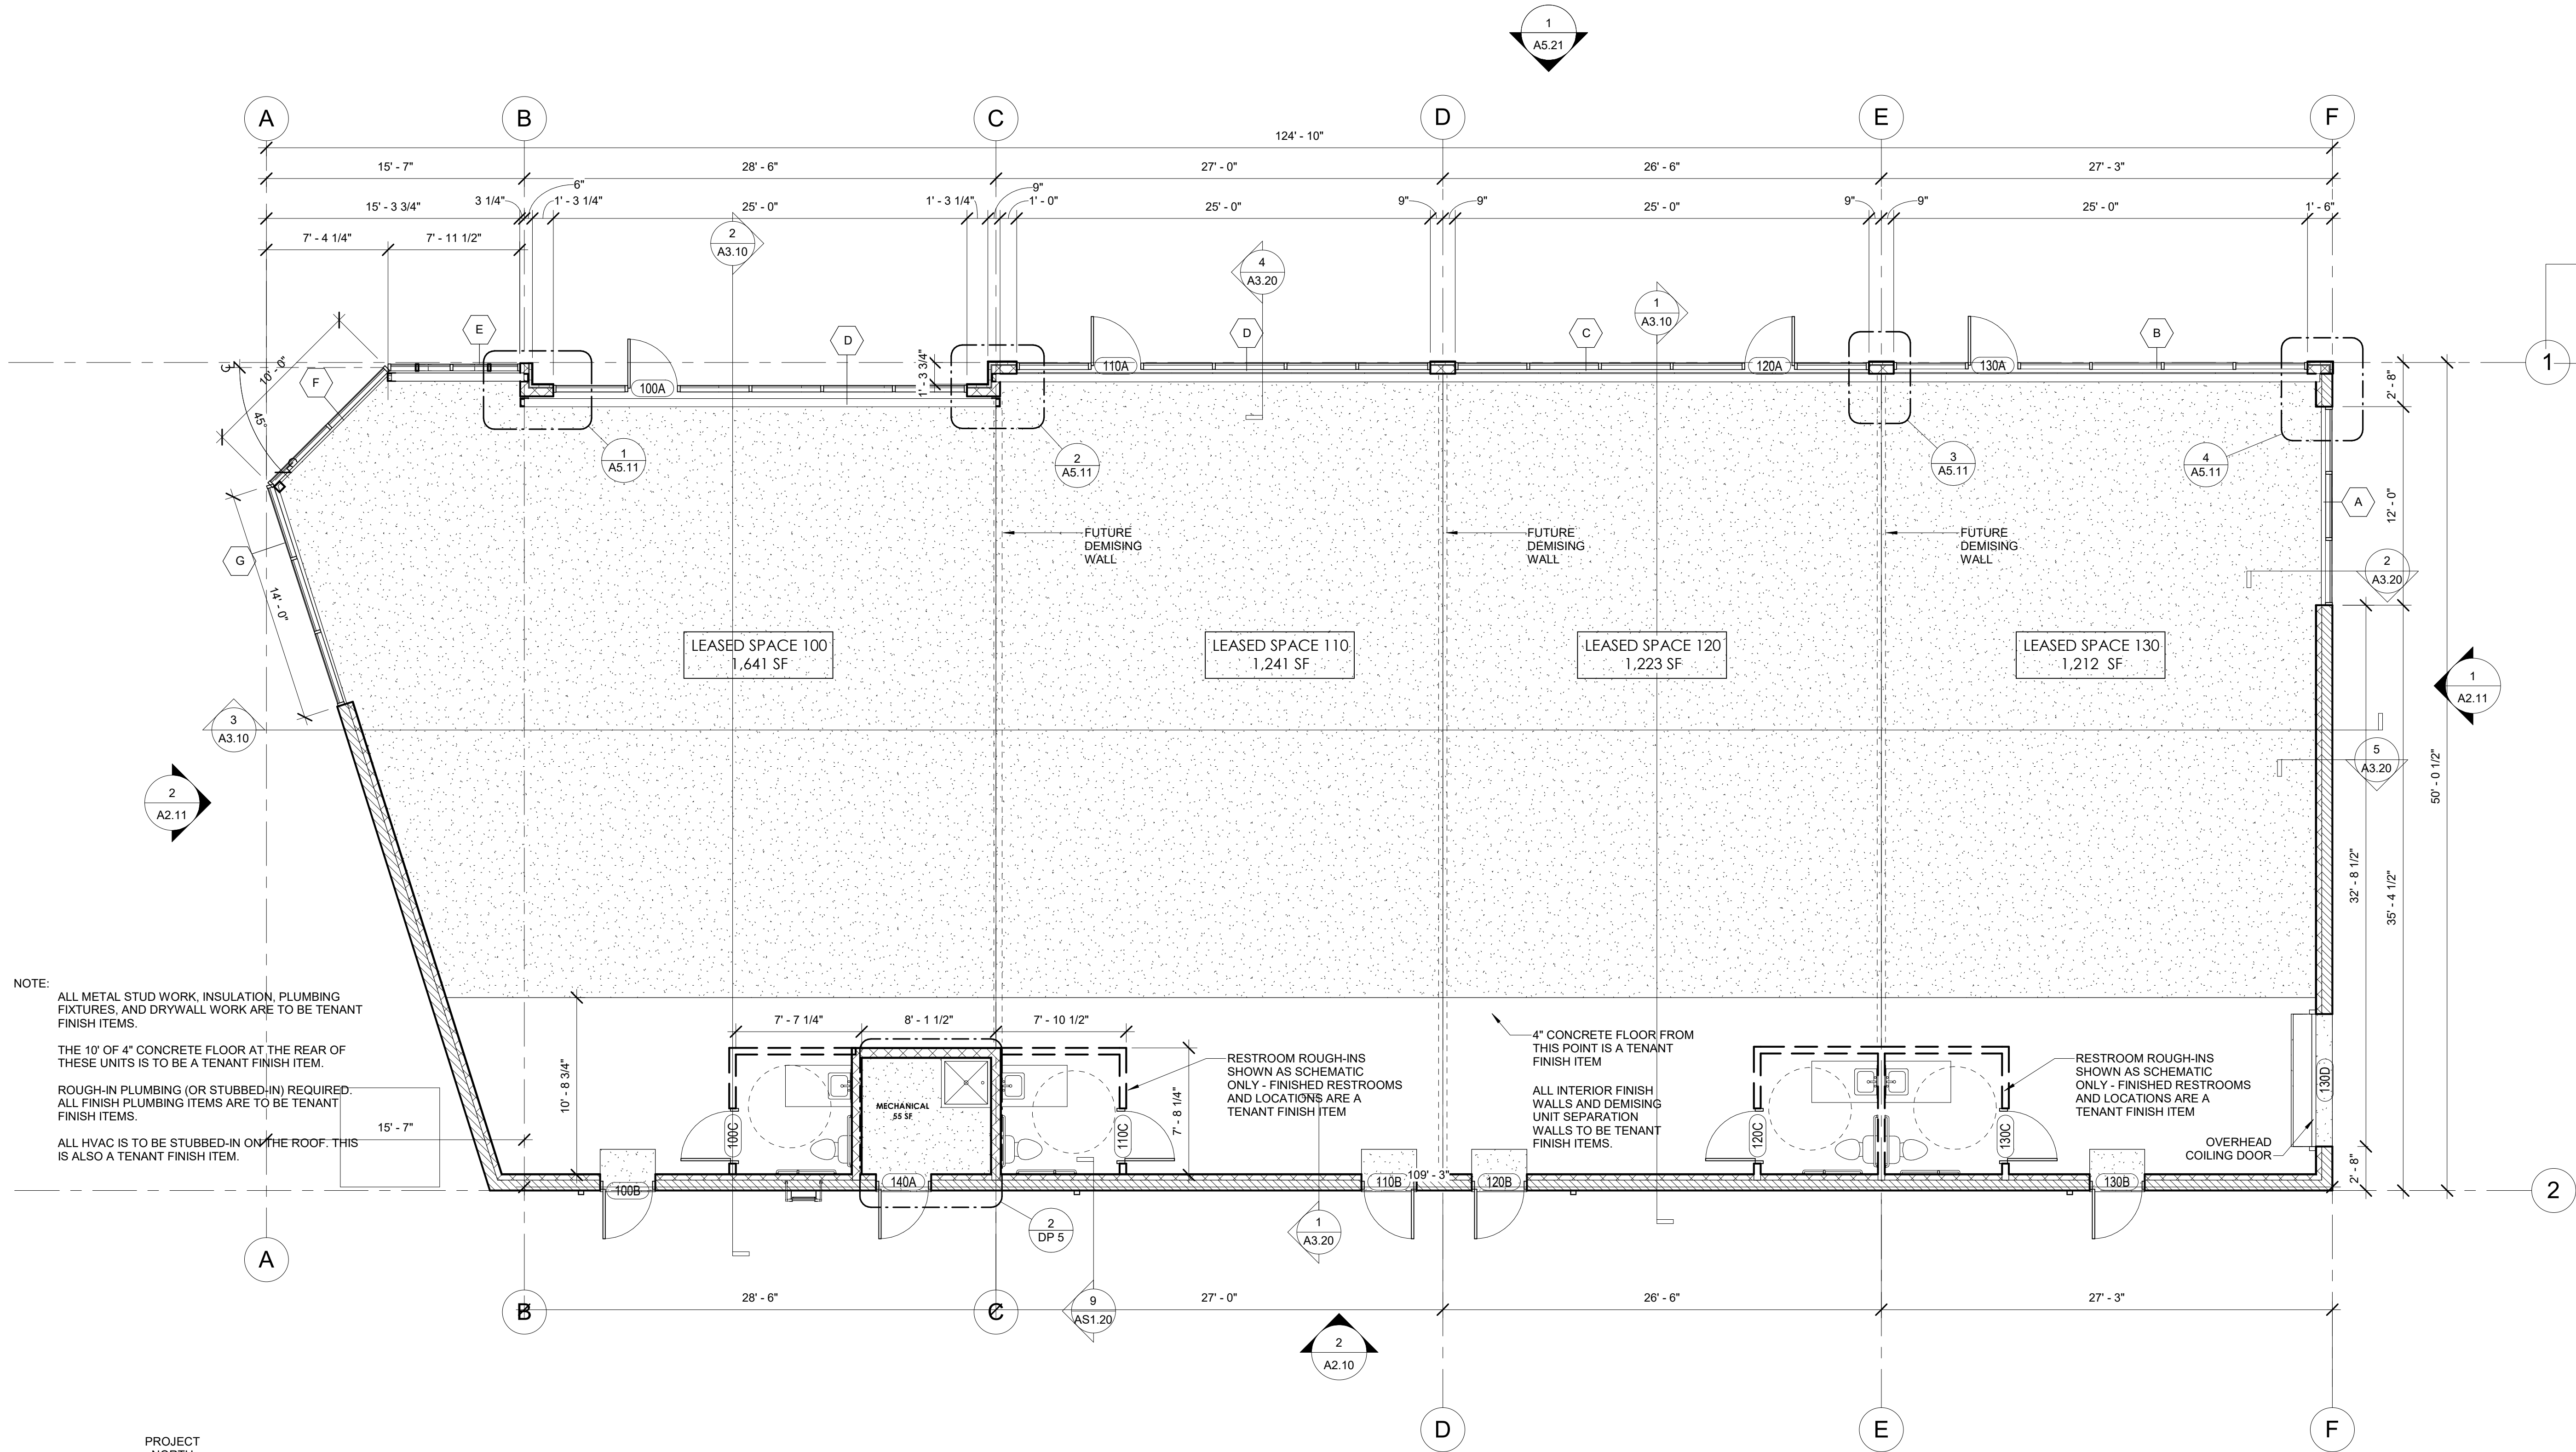 1
A5.21
A
B
C
D
E
F
124' - 10"
15' - 7"
28' - 6"
27' - 0"
26' - 6"
27' - 3"
6"
9"
15' - 3 3/4"
3 1/4"
1' - 3 1/4"
25' - 0"
1' - 3 1/4"
1' - 0"
25' - 0"
9"
9"
25' - 0"
9"
9"
25' - 0"
1' - 6"
7' - 4 1/4"
7' - 11 1/2"
2
A3.10
4
A3.20
1
A3.10
E
D
D
C
B
F
10' - 0"
45°
100A
1' - 3 3/4"
110A
120A
130A
1
2' - 8"
1
A5.11
2
A5.11
3
A5.11
4
A5.11
A
12' - 0"
FUTURE
DEMISING
WALL
FUTURE
DEMISING
WALL
FUTURE
DEMISING
WALL
G
14' - 0"
2
A3.20
LEASED SPACE 100
1,641 SF
LEASED SPACE 110
1,241 SF
LEASED SPACE 120
1,223 SF
LEASED SPACE 130
1,212 SF
1
A2.11
3
A3.10
5
A3.20
2
A2.11
50' - 0 1/2"
32' - 8 1/2"
35' - 4 1/2"
NOTE:
ALL METAL STUD WORK, INSULATION, PLUMBING
FIXTURES, AND DRYWALL WORK ARE TO BE TENANT
FINISH ITEMS.
THE 10' OF 4" CONCRETE FLOOR AT THE REAR OF
THESE UNITS IS TO BE A TENANT FINISH ITEM.
ROUGH-IN PLUMBING (OR STUBBED-IN) REQUIRED.
ALL FINISH PLUMBING ITEMS ARE TO BE TENANT
FINISH ITEMS.
ALL HVAC IS TO BE STUBBED-IN ON THE ROOF. THIS
IS ALSO A TENANT FINISH ITEM.
15' - 7"
10' - 8 3/4"
7' - 7 1/4"
8' - 1 1/2"
7' - 10 1/2"
7' - 8 1/4"
MECHANICAL
55 SF
100C
110C
RESTROOM ROUGH-INS
SHOWN AS SCHEMATIC
ONLY - FINISHED RESTROOMS
AND LOCATIONS ARE A
TENANT FINISH ITEM
4" CONCRETE FLOOR FROM
THIS POINT IS A TENANT
FINISH ITEM
ALL INTERIOR FINISH
WALLS AND DEMISING
UNIT SEPARATION
WALLS TO BE TENANT
FINISH ITEMS.
120C
130C
RESTROOM ROUGH-INS
SHOWN AS SCHEMATIC
ONLY - FINISHED RESTROOMS
AND LOCATIONS ARE A
TENANT FINISH ITEM
OVERHEAD
COILING DOOR
130D
2' - 8"
100B
140A
110B
109' - 3"
120B
130B
2
2
DP 5
1
A3.20
A
B
C
28' - 6"
9
AS1.20
27' - 0"
26' - 6"
27' - 3"
2
A2.10
D
E
F
PROJECT